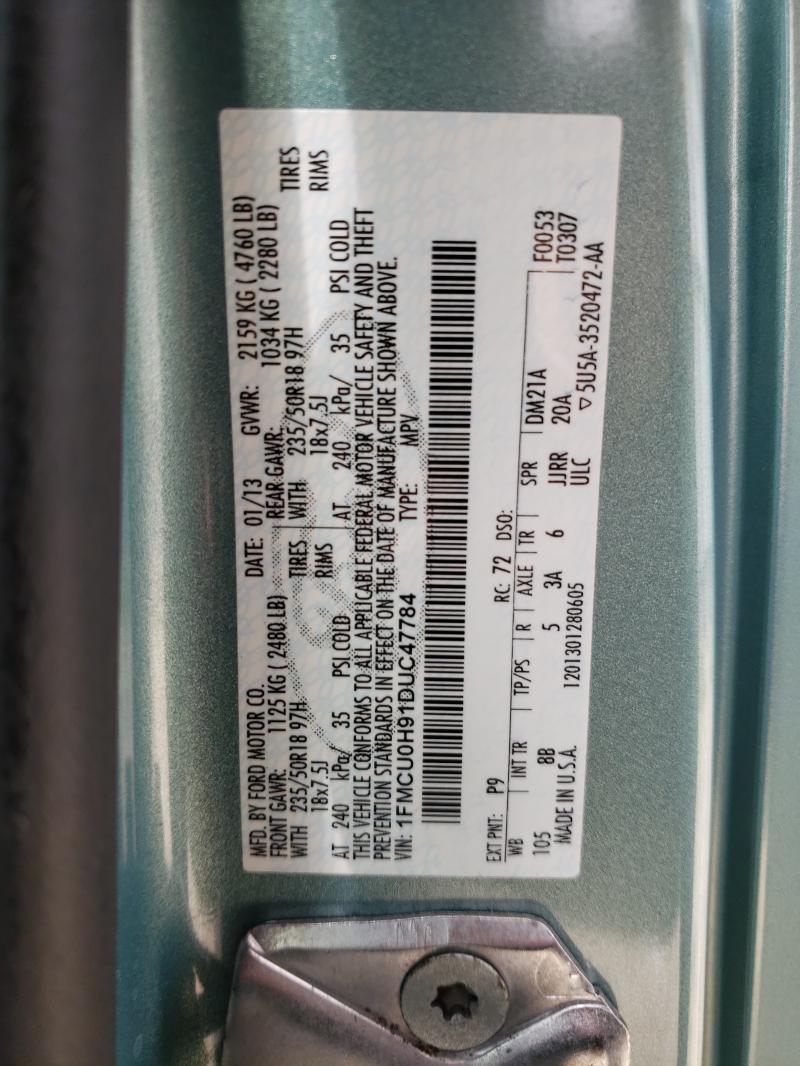 MFD. BY FORD MOTOR CO. DATE: 01/13 GVWR: 2159 KG ( 4760 LB)
FRONT GAWR: 1125 KG ( 2480 LB) REAR GAWR: 1034 KG ( 2280 LB)
WITH 235/50R18 97H TIRES WITH 235/50R18 97H TIRES
18x7.5J RIMS 18x7.5J RIMS
AT 240 kPa/ 35 PSI COLD AT 240 kPa/ 35 PSI COLD
THIS VEHICLE CONFORMS TO ALL APPLICABLE FEDERAL MOTOR VEHICLE SAFETY AND THEFT
PREVENTION STANDARDS IN EFFECT ON THE DATE OF MANUFACTURE SHOWN ABOVE.
VIN: 1FMCU0H91DUC47784 TYPE: MPV
EXT PNT: P9 RC: 72 DSO:
WB INT TR TP/PS R AXLE TR SPR DM21A F0053
105 8B 5 3A 6 JJRR 20A T0307
MADE IN U.S.A. 1201301280605 ULC ▽5U5A-3520472-AA